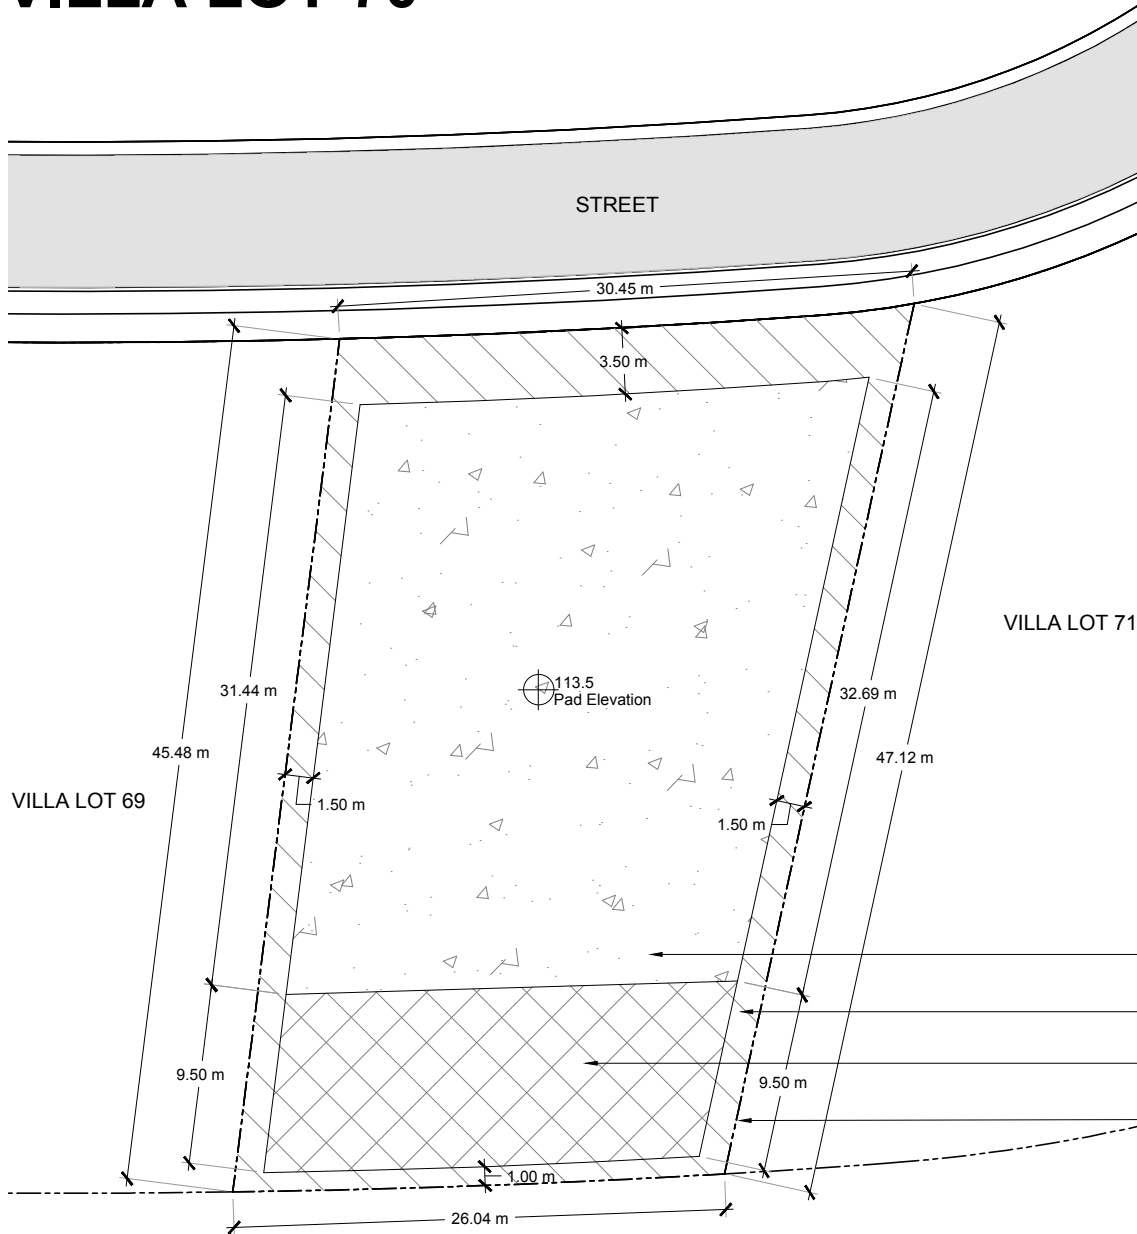 VILLA LOT 70
STREET
30.45 m
3.50 m
113.5
Pad Elevation
VILLA LOT 71
31.44 m
32.69 m
45.48 m
47.12 m
VILLA LOT 69
1.50 m
1.50 m
9.50 m
9.50 m
1.00 m
26.04 m